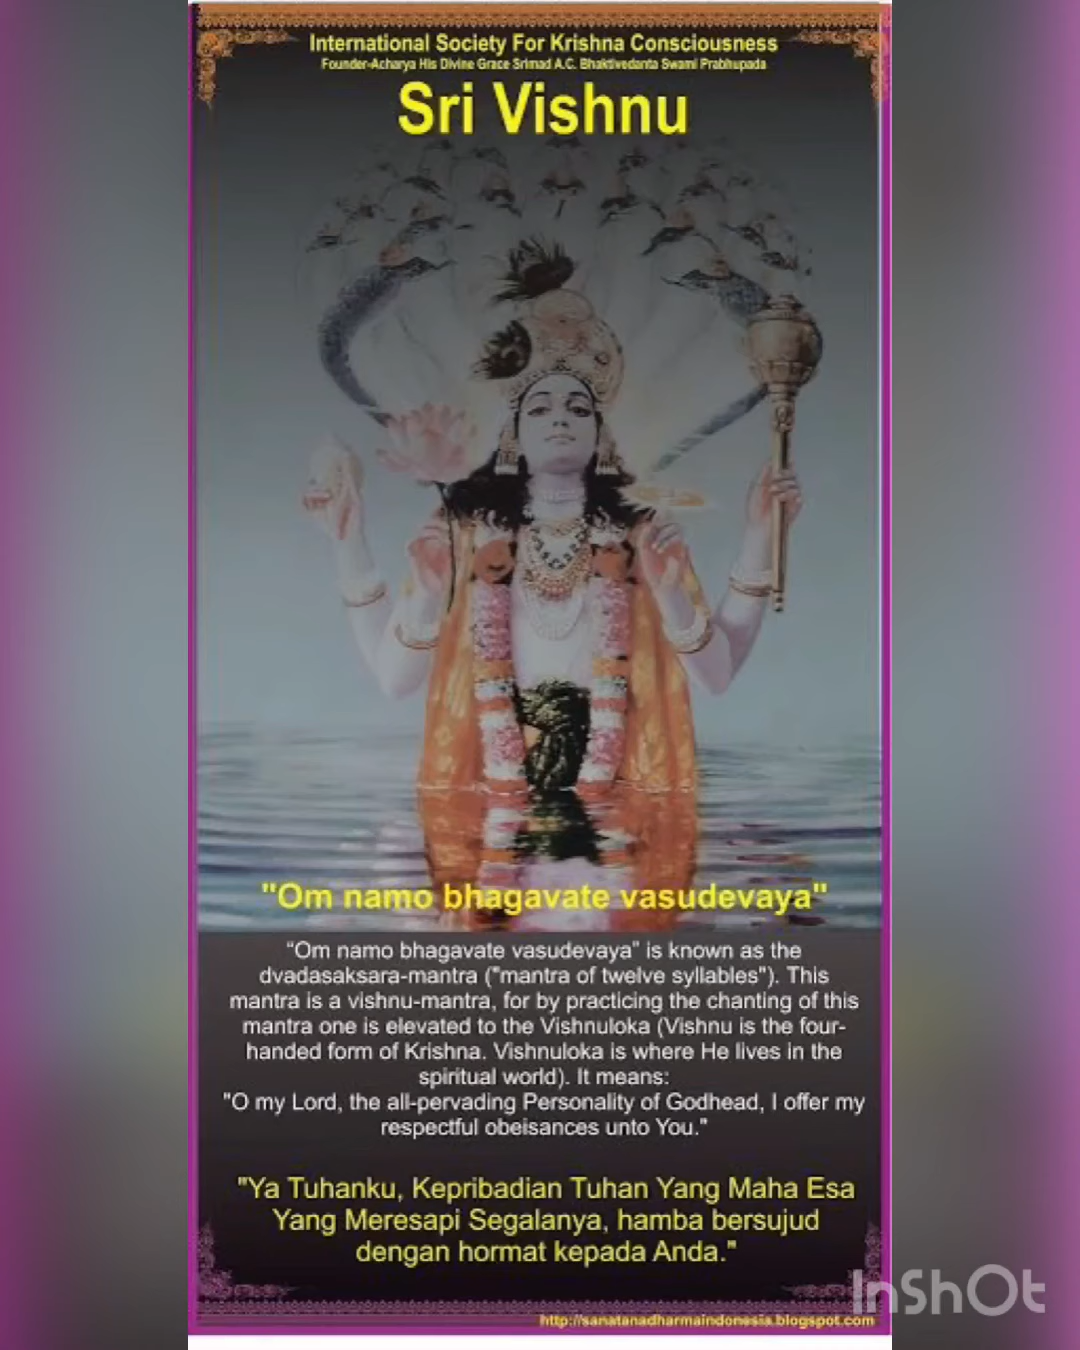 International Society For Krishna Consciousness
Founder-Acharya His Divine Grace Srimad A.C. Bhaktivedanta Swami Prabhupada
Sri Vishnu
"Om namo bhagavate vasudevaya"
“Om namo bhagavate vasudevaya” is known as the
dvadasaksara-mantra ("mantra of twelve syllables"). This
mantra is a vishnu-mantra, for by practicing the chanting of this
mantra one is elevated to the Vishnuloka (Vishnu is the four-
handed form of Krishna. Vishnuloka is where He lives in the
spiritual world). It means:
"O my Lord, the all-pervading Personality of Godhead, I offer my
respectful obeisances unto You."
"Ya Tuhanku, Kepribadian Tuhan Yang Maha Esa
Yang Meresapi Segalanya, hamba bersujud
dengan hormat kepada Anda."
InShOt
http://sanatanadharmaindonesia.blogspot.com